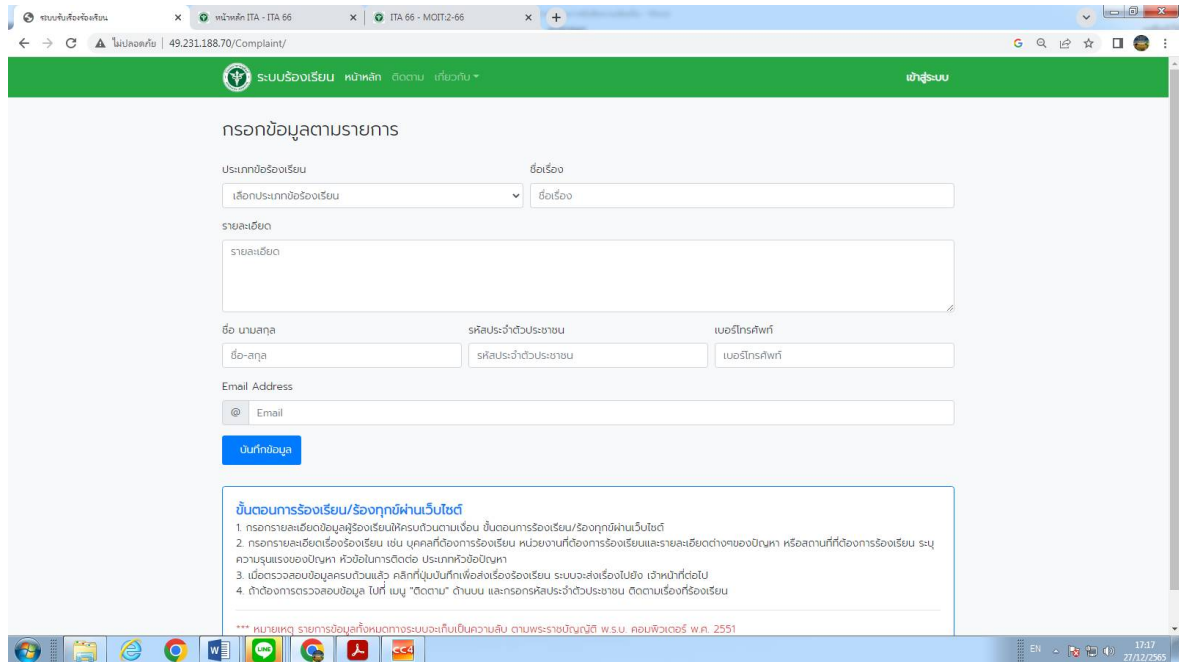 ระบบรับเรื่องร้องเรียน
หน้าหลัก ITA - ITA 66
ITA 66 - MOIT:2-66
ไม่ปลอดภัย
49.231.188.70/Complaint/
ระบบร้องเรียน หน้าหลัก ติดตาม เกี่ยวกับ
เข้าสู่ระบบ
กรอกข้อมูลตามรายการ
ประเภทข้อร้องเรียน
ชื่อเรื่อง
เลือกประเภทข้อร้องเรียน
ชื่อเรื่อง
รายละเอียด
รายละเอียด
ชื่อ นามสกุล
รหัสประจำตัวประชาชน
เบอร์โทรศัพท์
ชื่อ-สกุล
รหัสประจำตัวประชาชน
เบอร์โทรศัพท์
Email Address
@ Email
บันทึกข้อมูล
ขั้นตอนการร้องเรียน/ร้องทุกข์ผ่านเว็บไซต์
1. กรอกรายละเอียดข้อมูลผู้ร้องเรียนให้ครบถ้วนตามเงื่อน ขั้นตอนการร้องเรียน/ร้องทุกข์ผ่านเว็บไซต์
2. กรอกรายละเอียดเรื่องร้องเรียน เช่น บุคคลที่ต้องการร้องเรียน หน่วยงานที่ต้องการร้องเรียนและรายละเอียดต่างๆของปัญหา หรือสถานที่ที่ต้องการร้องเรียน ระบุ
ความรุนแรงของปัญหา หัวข้อในการติดต่อ ประเภทหัวข้อปัญหา
3. เมื่อตรวจสอบข้อมูลครบถ้วนแล้ว คลิกที่ปุ่มบันทึกเพื่อส่งเรื่องร้องเรียน ระบบจะส่งเรื่องไปยัง เจ้าหน้าที่ต่อไป
4. ถ้าต้องการตรวจสอบข้อมูล ไปที่ เมนู "ติดตาม" ด้านบน และกรอกรหัสประจำตัวประชาชน ติดตามเรื่องที่ร้องเรียน
*** หมายเหตุ รายการข้อมูลทั้งหมดทางระบบจะเก็บเป็นความลับ ตามพระราชบัญญัติ พ.ร.บ. คอมพิวเตอร์ พ.ศ. 2551
LINE
CC4
EN
17:17
27/12/2565